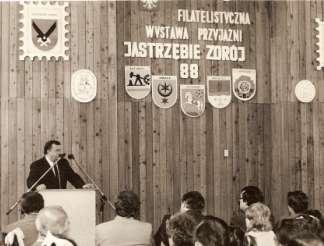 FILATELISTYCZNA
WYSTAWA PRZYJAŹNI
JASTRZĘBIE ZDRÓJ
88